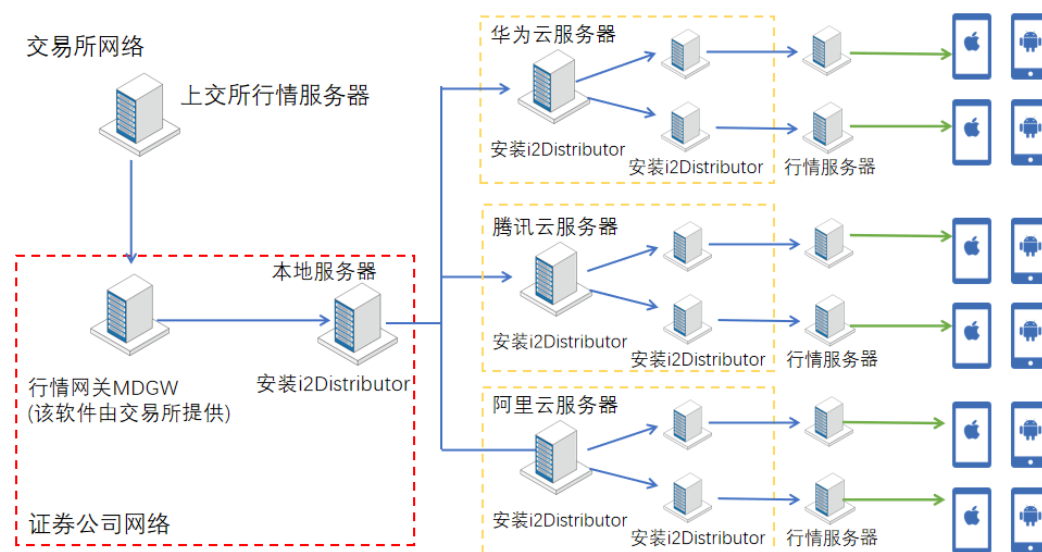 交易所网络
上交所行情服务器
本地服务器
安装i2Distributor
行情网关MDGW
(该软件由交易所提供)
证券公司网络
华为云服务器
安装i2Distributor
安装i2Distributor
行情服务器
腾讯云服务器
安装i2Distributor
安装i2Distributor
行情服务器
阿里云服务器
安装i2Distributor
安装i2Distributor
行情服务器